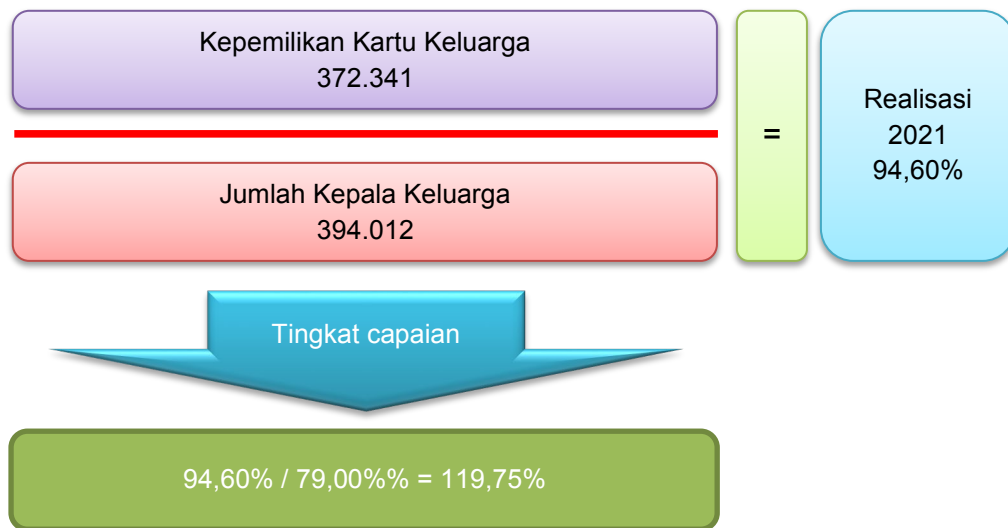 Kepemilikan Kartu Keluarga
372.341
Jumlah Kepala Keluarga
394.012
=
Realisasi
2021
94,60%
Tingkat capaian
94,60% / 79,00%% = 119,75%